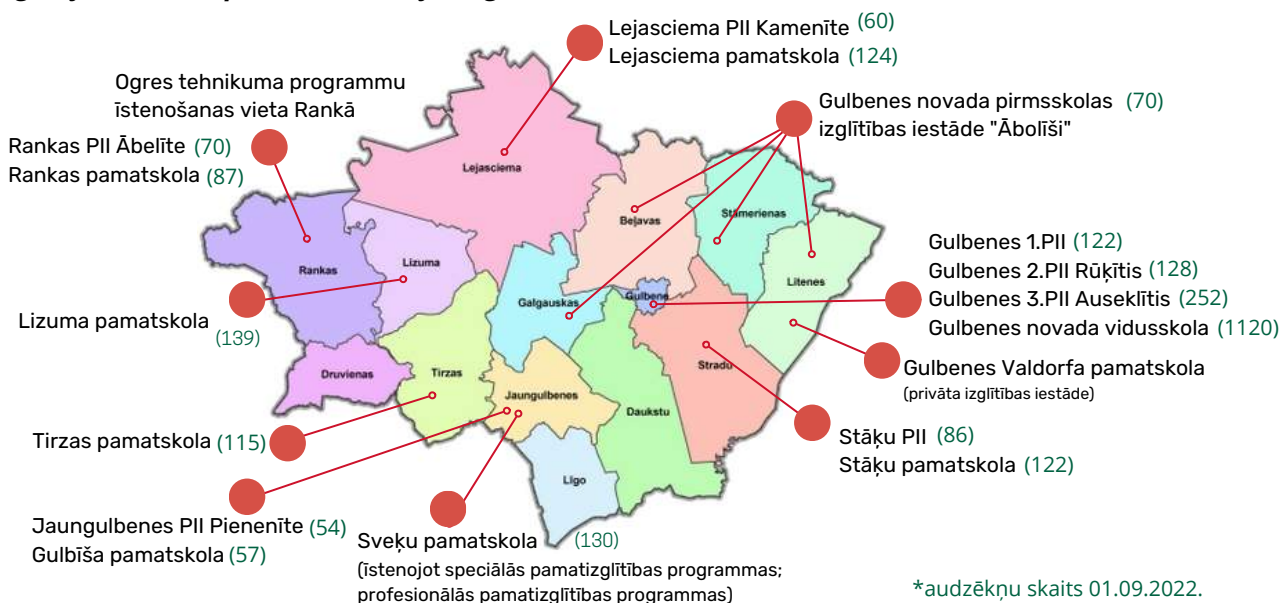 Lejasciema PII Kamenīte (60)
Lejasciema pamatskola (124)
Ogres tehnikuma programmu
īstenošanas vieta Rankā
Rankas PII Ābelīte (70)
Rankas pamatskola (87)
Gulbenes novada pirmsskolas (70)
izglītības iestāde "Ābolīši"
Lejasciema
Beļavas
Stāmerienas
Rankas
Lizuma
Galgauskas
Gulbene
Litenes
Gulbenes 1.PII (122)
Gulbenes 2.PII Rūķītis (128)
Gulbenes 3.PII Auseklītis (252)
Gulbenes novada vidusskola (1120)
Lizuma pamatskola (139)
Druvienas
Tirzas
Jaungulbenes
Daukstu
Stradu
Līgo
Gulbenes Valdorfa pamatskola
(privāta izglītības iestāde)
Tirzas pamatskola (115)
Stāķu PII (86)
Stāķu pamatskola (122)
Jaungulbenes PII Pienenīte (54)
Gulbīša pamatskola (57)
Sveķu pamatskola (130)
(īstenojot speciālās pamatizglītības programmas;
profesionālās pamatizglītības programmas)
*audzēkņu skaits 01.09.2022.